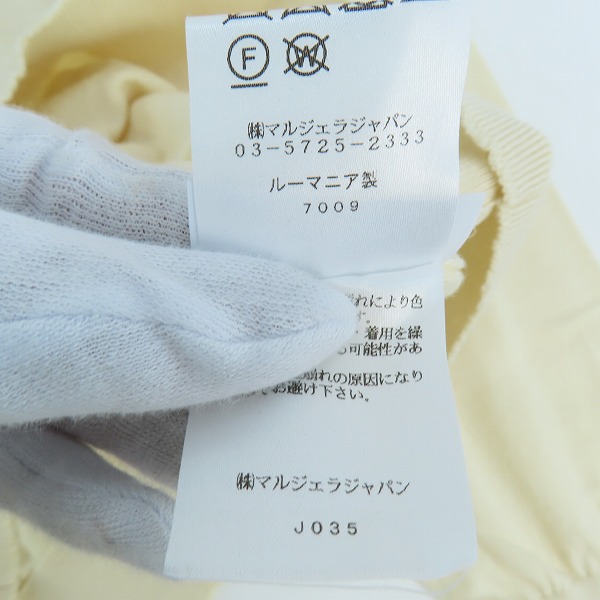 F W
㈱マルジェラジャパン
03-5725-2333
ルーマニア製
7009
れにより色
す。
・着用を繰
可能性があ
崩れの原因になり
お避け下さい。
㈱マルジェラジャパン
J035